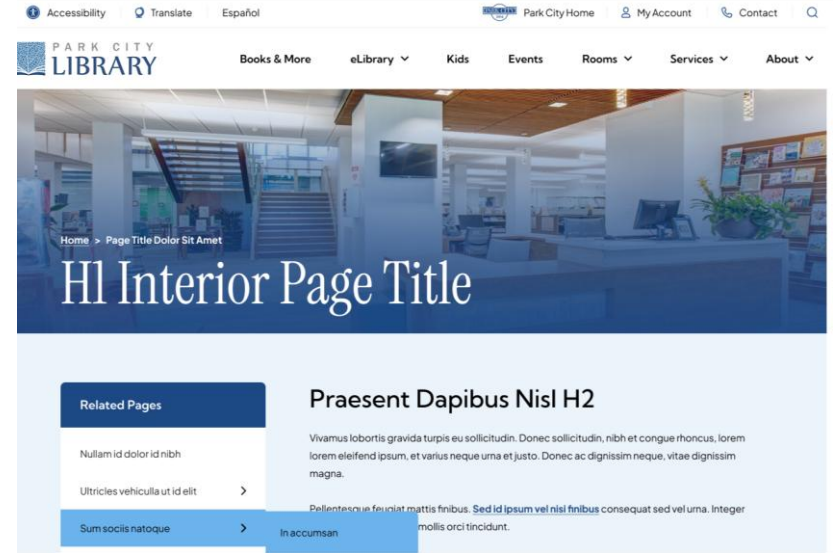 Accessibility Translate Español Park City Home My Account Contact
PARK CITY
LIBRARY
Books & More eLibrary Kids Events Rooms Services About
Home > Page Title Dolor Sit Amet
H1 Interior Page Title
Related Pages
Nullam id dolor id nibh
Ultricles vehiculla ut id elit
Sum sociis natoque
In accumsan
Praesent Dapibus Nisl H2
Vivamus lobortis gravida turpis eu sollicitudin. Donec sollicitudin, nibh et congue rhoncus, lorem
lorem eleifend ipsum, et varius neque urna et justo. Donec ac dignissim neque, vitae dignissim
magna.
Pellentesque feugiat mattis finibus. Sed id ipsum vel nisi finibus consequat sed vel urna. Integer
mollis orci tincidunt.